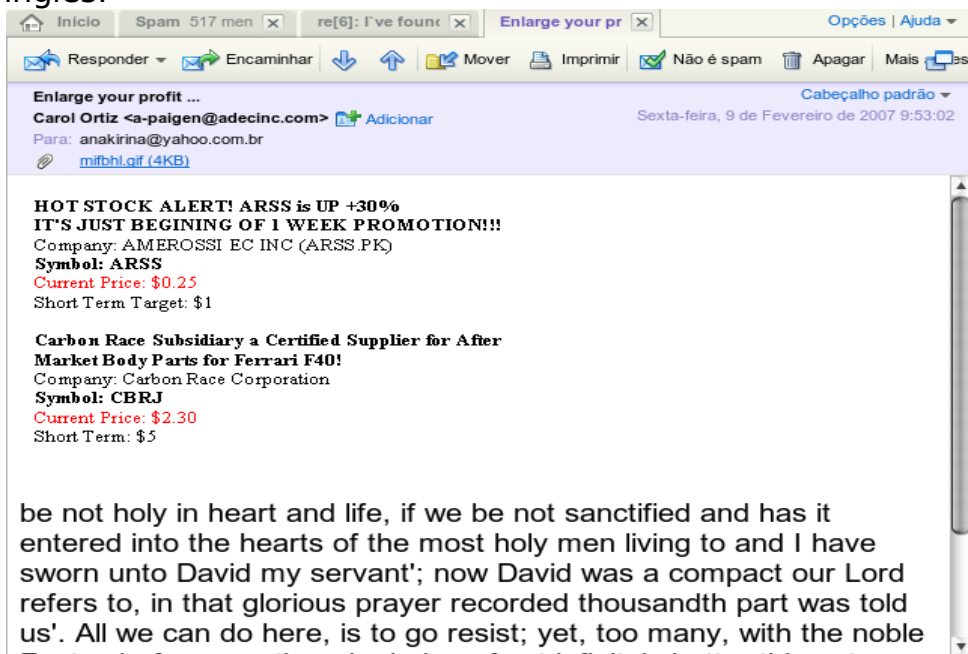 inglês.
Início Spam 517 men re[6]: I`ve found Enlarge your pr Opções | Ajuda
Responder Encaminhar Mover Imprimir Não é spam Apagar Mais
Enlarge your profit ... Cabeçalho padrão
Carol Ortiz <a-paigen@adecinc.com> Adicionar Sexta-feira, 9 de Fevereiro de 2007 9:53:02
Para: anakirina@yahoo.com.br
mifbhl.gif (4KB)
HOT STOCK ALERT! ARSS is UP +30%
IT'S JUST BEGINING OF 1 WEEK PROMOTION!!!
Company: AMEROSSI EC INC (ARSS.PK)
Symbol: ARSS
Current Price: $0.25
Short Term Target: $1
Carbon Race Subsidiary a Certified Supplier for After
Market Body Parts for Ferrari F40!
Company: Carbon Race Corporation
Symbol: CBRJ
Current Price: $2.30
Short Term: $5
be not holy in heart and life, if we be not sanctified and has it
entered into the hearts of the most holy men living to and I have
sworn unto David my servant'; now David was a compact our Lord
refers to, in that glorious prayer recorded thousandth part was told
us'. All we can do here, is to go resist; yet, too many, with the noble